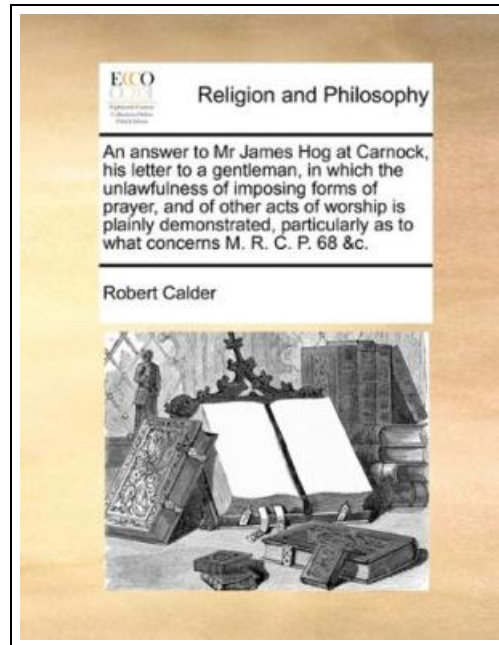 ECCO
Religion and Philosophy
An answer to Mr James Hog at Carnock,
his letter to a gentleman, in which the
unlawfulness of imposing forms of
prayer, and of other acts of worship is
plainly demonstrated, particularly as to
what concerns M. R. C. P. 68 &c.
Robert Calder